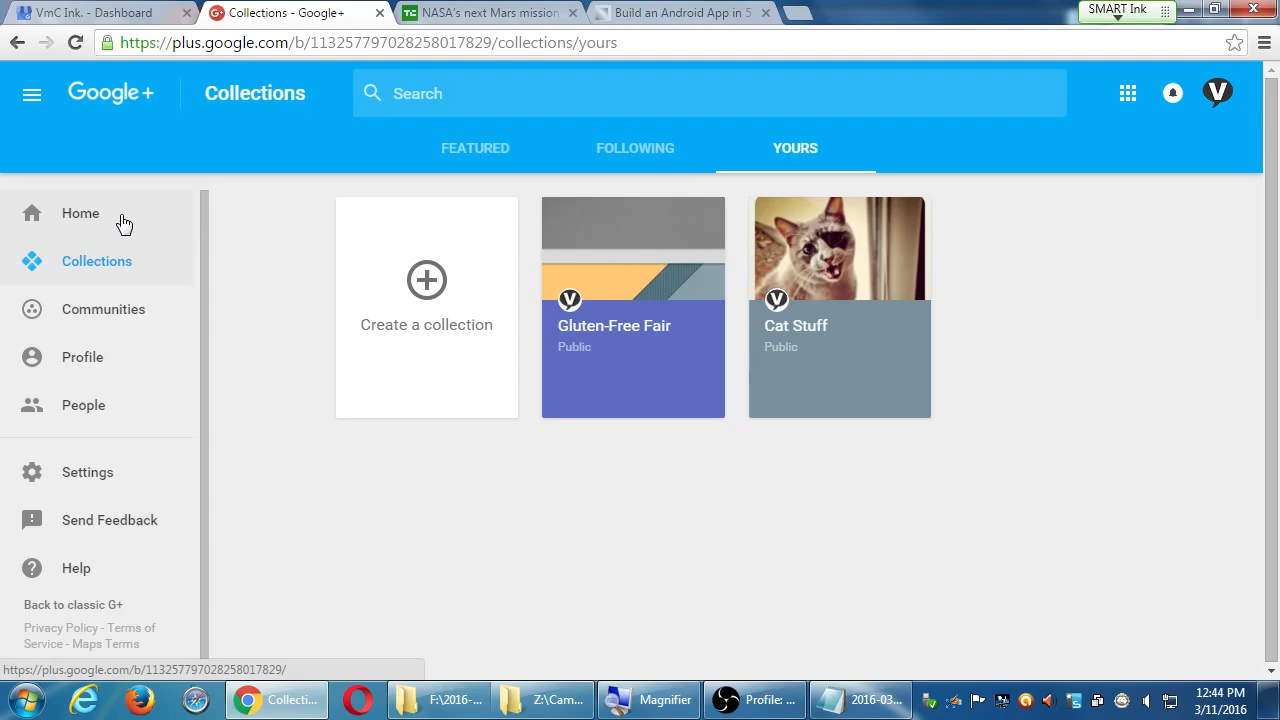 VmC Ink. - Dashboard
Collections - Google+
NASA's next Mars mission
Build an Android App in 5
SMART Ink
https://plus.google.com/b/113257797028258017829/collections/yours
Google+
Collections
Search
V
FEATURED
FOLLOWING
YOURS
Home
Collections
Communities
Profile
People
Settings
Send Feedback
Help
Back to classic G+
Privacy Policy - Terms of
Service - Maps Terms
Create a collection
V
Gluten-Free Fair
Public
V
Cat Stuff
Public
https://plus.google.com/b/113257797028258017829/
Collecti...
F:\2016-...
Z:\Cam...
Magnifier
Profile: ...
2016-03...
12:44 PM
3/11/2016